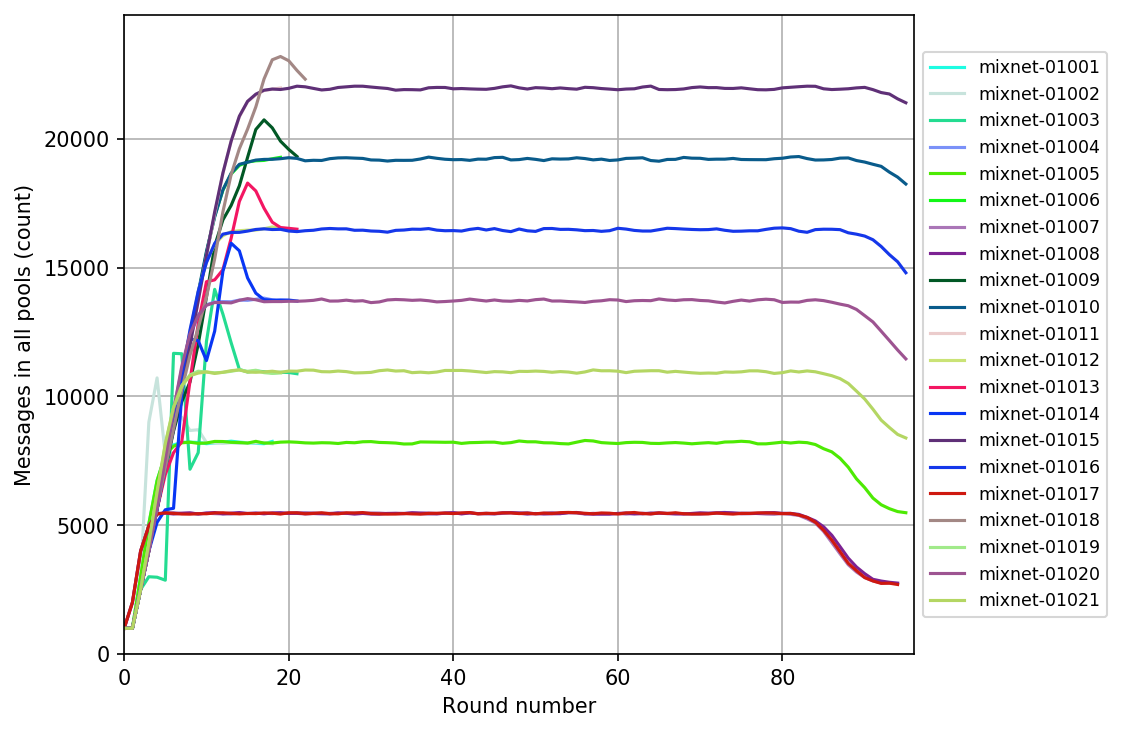 Messages in all pools (count)
20000
15000
10000
5000
0
0 20 40 60 80
Round number
mixnet-01001
mixnet-01002
mixnet-01003
mixnet-01004
mixnet-01005
mixnet-01006
mixnet-01007
mixnet-01008
mixnet-01009
mixnet-01010
mixnet-01011
mixnet-01012
mixnet-01013
mixnet-01014
mixnet-01015
mixnet-01016
mixnet-01017
mixnet-01018
mixnet-01019
mixnet-01020
mixnet-01021